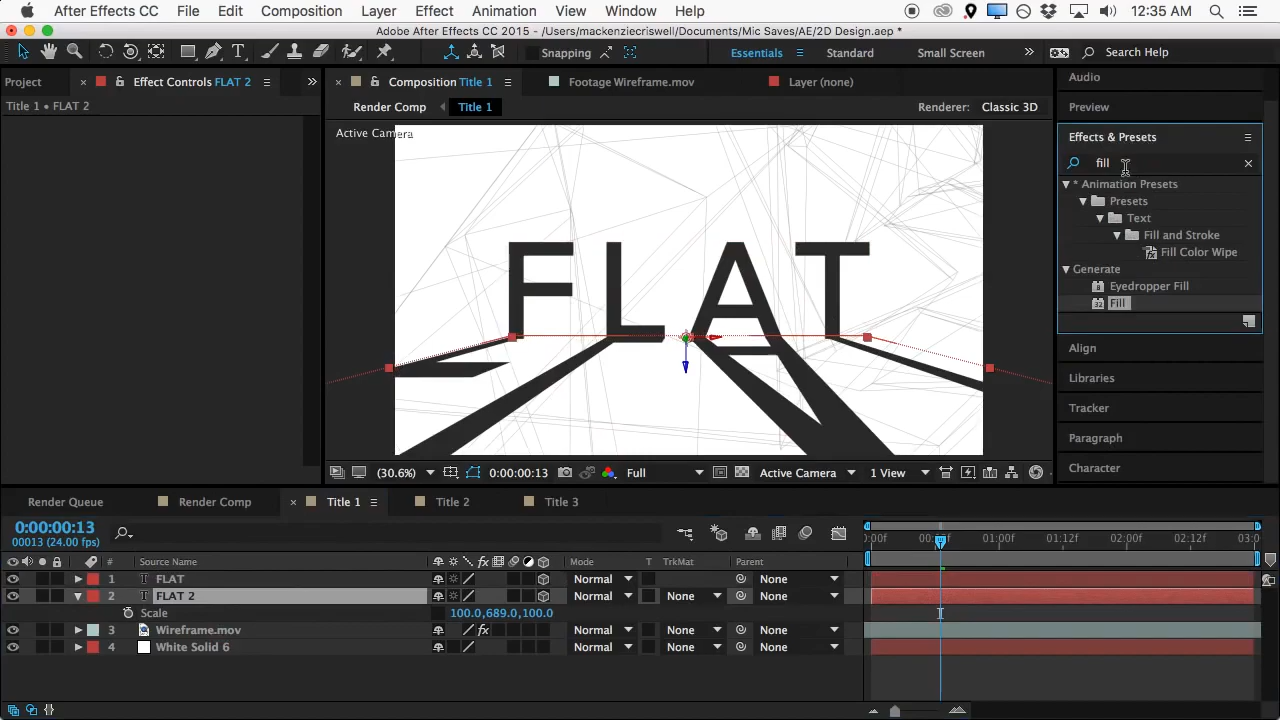 After Effects CC File Edit Composition Layer Effect Animation View Window Help 12:35 AM
Adobe After Effects CC 2015 - /Users/mackenziecriswell/Documents/Mic Saves/AE/2D Design.aep *
Snapping Essentials Standard Small Screen >> Search Help
Project × Effect Controls FLAT 2 >> × Composition Title 1 Footage Wireframe.mov Layer (none) Audio
Title 1 • FLAT 2 Render Comp Title 1 Renderer: Classic 3D Preview
Active Camera
Effects & Presets
fill ×
* Animation Presets
Presets
Text
Fill and Stroke
Fill Color Wipe
Generate
Eyedropper Fill
Fill
FLAT
Align
Libraries
Tracker
Paragraph
Character
(30.6%) 0:00:00:13 Full Active Camera 1 View
Render Queue Render Comp × Title 1 Title 2 Title 3
0:00:00:13
00013 (24.00 fps)
:00f 01:00f 01:12f 02:00f 02:12f 03:0
# Source Name Mode T TrkMat Parent
1 T FLAT Normal None
2 T FLAT 2 Normal None None
Scale 100.0,689.0,100.0
3 Wireframe.mov fx Normal None None
4 White Solid 6 Normal None None